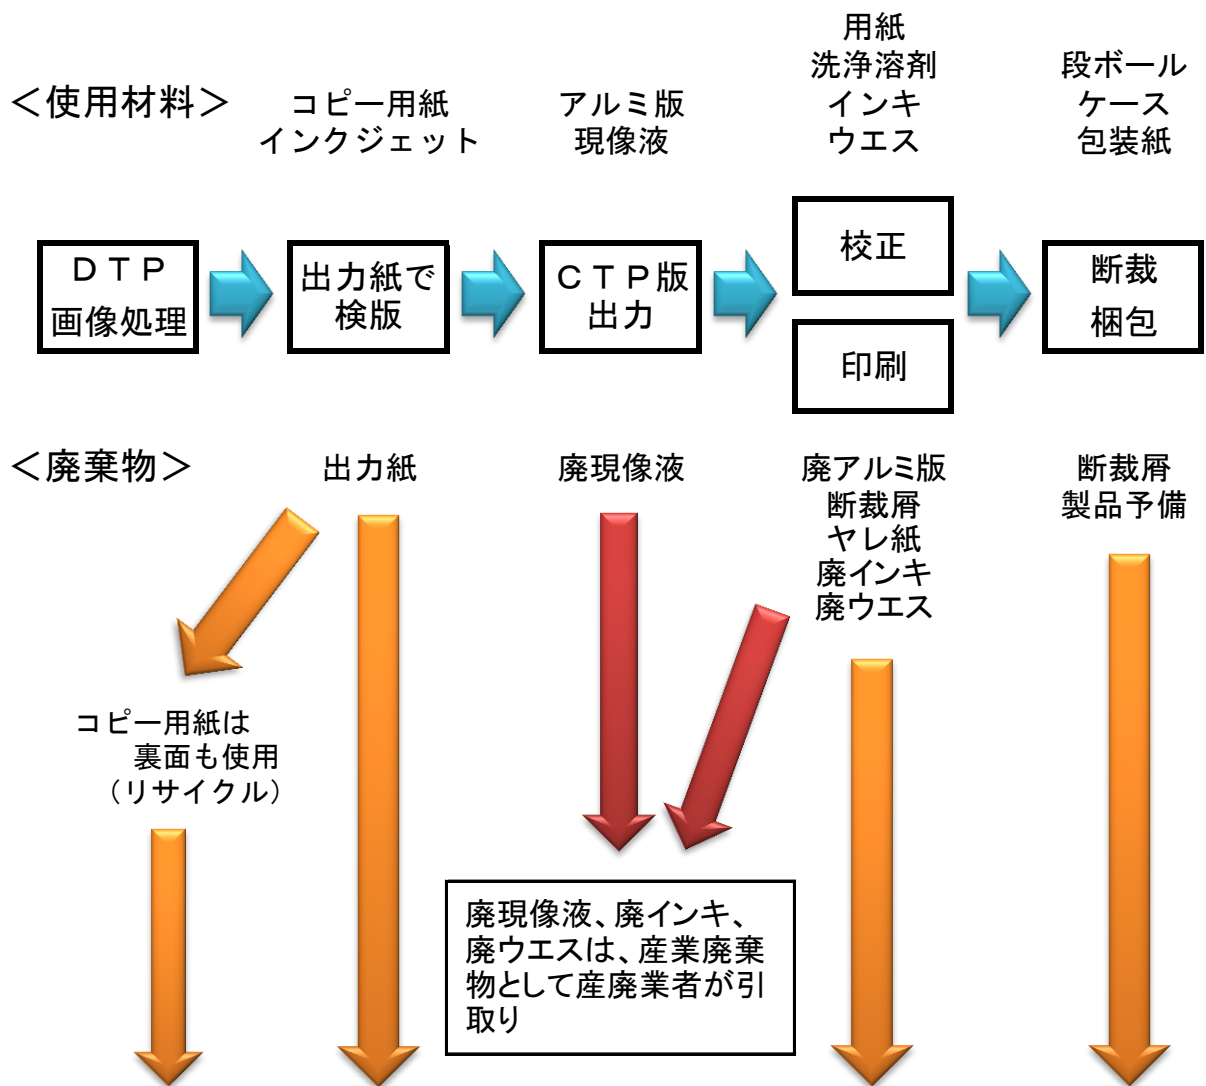 ＜使用材料＞
コピー用紙
インクジェット
アルミ版
現像液
用紙
洗浄溶剤
インキ
ウエス
段ボール
ケース
包装紙
ＤＴＰ
画像処理
出力紙で
検版
ＣＴＰ版
出力
校正
印刷
断裁
梱包
＜廃棄物＞
出力紙
廃現像液
廃アルミ版
断裁屑
ヤレ紙
廃インキ
廃ウエス
断裁屑
製品予備
コピー用紙は
裏面も使用
（リサイクル）
廃現像液、廃インキ、
廃ウエスは、産業廃棄
物として産廃業者が引
取り